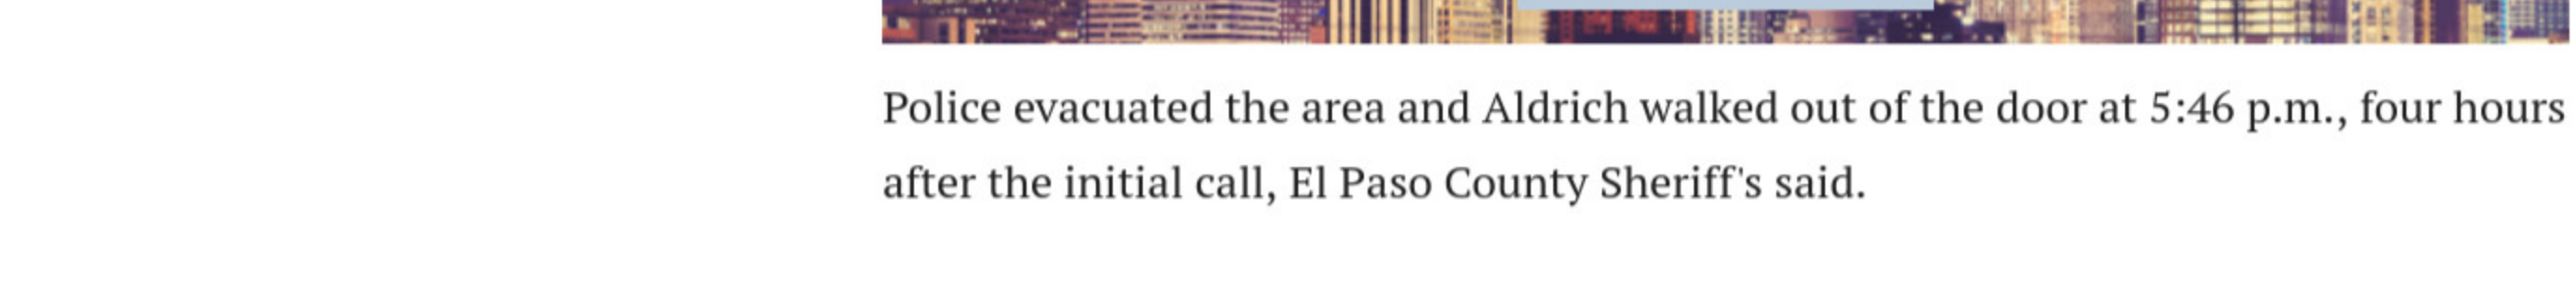 Police evacuated the area and Aldrich walked out of the door at 5:46 p.m., four hours
after the initial call, El Paso County Sheriff's said.